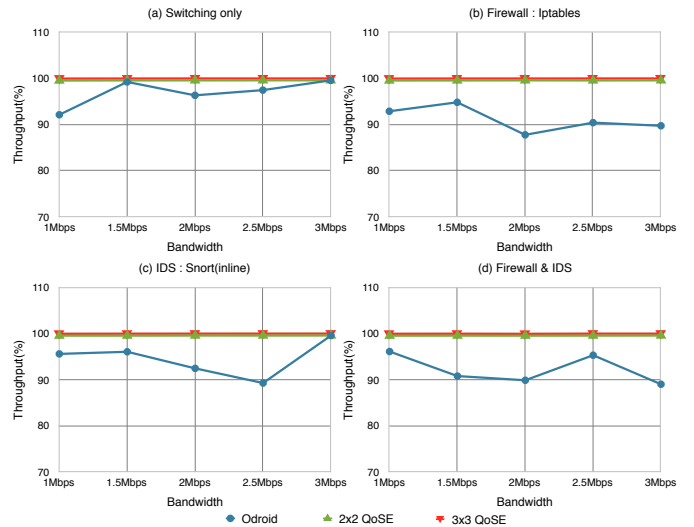 (a) Switching only
110
100
90
80
70
Throughput(%)
1Mbps 1.5Mbps 2Mbps 2.5Mbps 3Mbps
Bandwidth
(b) Firewall : Iptables
110
100
90
80
70
Throughput(%)
1Mbps 1.5Mbps 2Mbps 2.5Mbps 3Mbps
Bandwidth
(c) IDS : Snort(inline)
110
100
90
80
70
Throughput(%)
1Mbps 1.5Mbps 2Mbps 2.5Mbps 3Mbps
Bandwidth
(d) Firewall & IDS
110
100
90
80
70
Throughput(%)
1Mbps 1.5Mbps 2Mbps 2.5Mbps 3Mbps
Bandwidth
Odroid 2x2 QoSE 3x3 QoSE